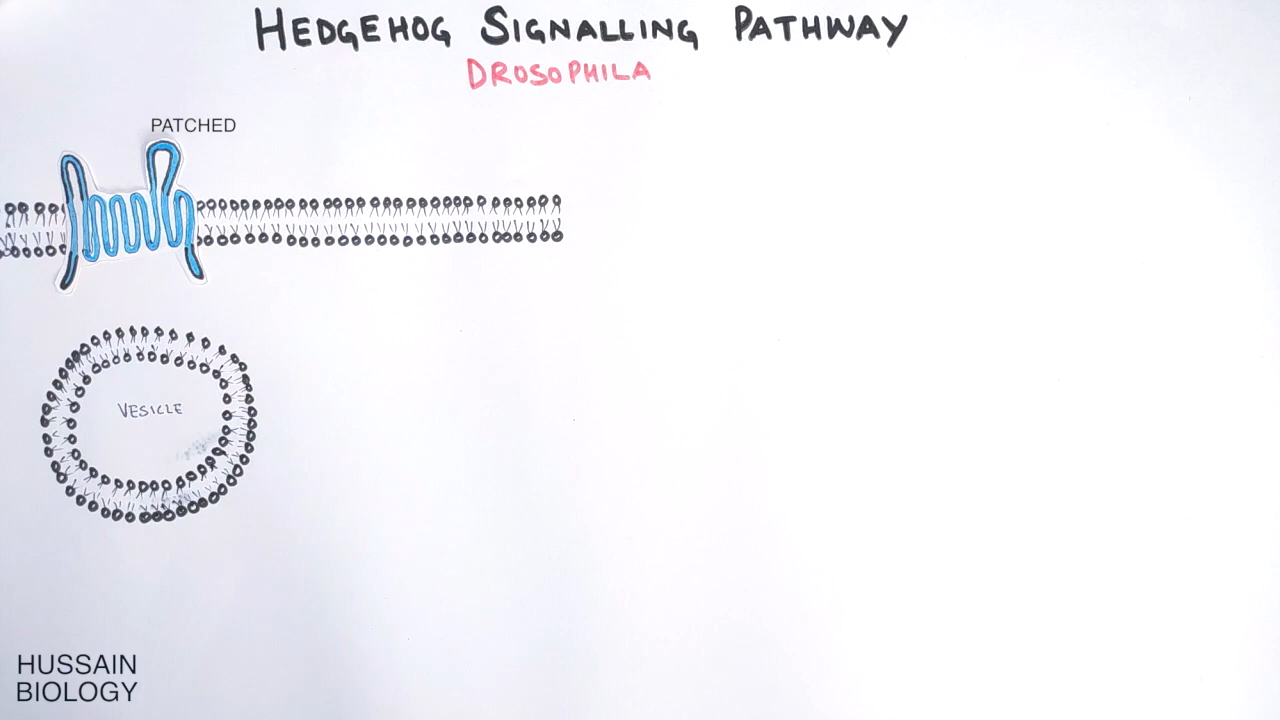 HEDGEHOG SIGNALLING PATHWAY
DROSOPHILA
PATCHED
VESICLE
HUSSAIN
BIOLOGY